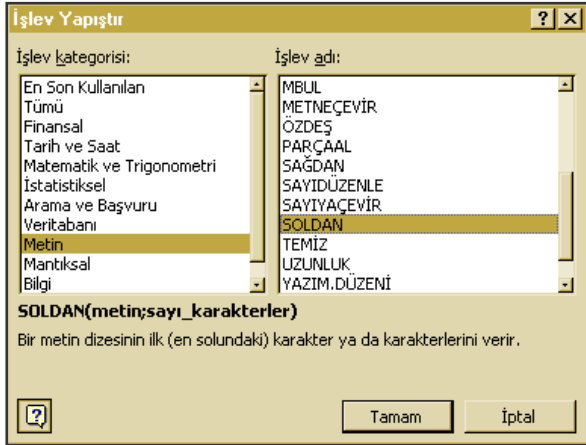 İşlev Yapıştır
İşlev kategorisi:
En Son Kullanılan
Tümü
Finansal
Tarih ve Saat
Matematik ve Trigonometri
İstatistiksel
Arama ve Başvuru
Veritabanı
Metin
Mantıksal
Bilgi
İşlev adı:
MBUL
METNEÇEVİR
ÖZDEŞ
PARÇAAL
SAĞDAN
SAYIDÜZENLE
SAYIYAÇEVİR
SOLDAN
TEMİZ
UZUNLUK
YAZIM.DÜZENİ
SOLDAN(metin;sayı_karakterler)
Bir metin dizesinin ilk (en solundaki) karakter ya da karakterlerini verir.
Tamam
İptal